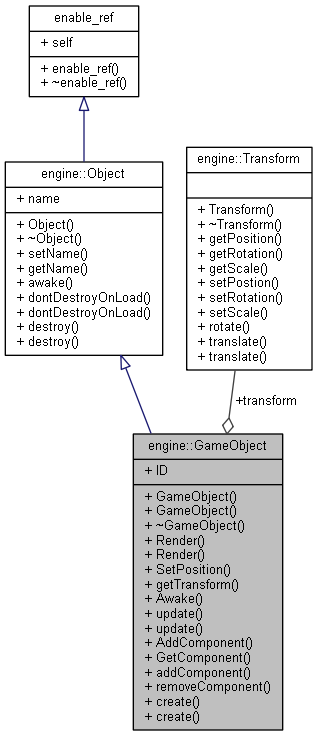 enable_ref
+ self
+ enable_ref()
+ ~enable_ref()
engine::Object
+ name
+ Object()
+ ~Object()
+ setName()
+ getName()
+ awake()
+ dontDestroyOnLoad()
+ dontDestroyOnLoad()
+ destroy()
+ destroy()
engine::Transform
+ Transform()
+ ~Transform()
+ getPosition()
+ getRotation()
+ getScale()
+ setPostion()
+ setRotation()
+ setScale()
+ rotate()
+ translate()
+ translate()
+transform
engine::GameObject
+ ID
+ GameObject()
+ GameObject()
+ ~GameObject()
+ Render()
+ Render()
+ SetPosition()
+ getTransform()
+ Awake()
+ update()
+ update()
+ AddComponent()
+ GetComponent()
+ addComponent()
+ removeComponent()
+ create()
+ create()